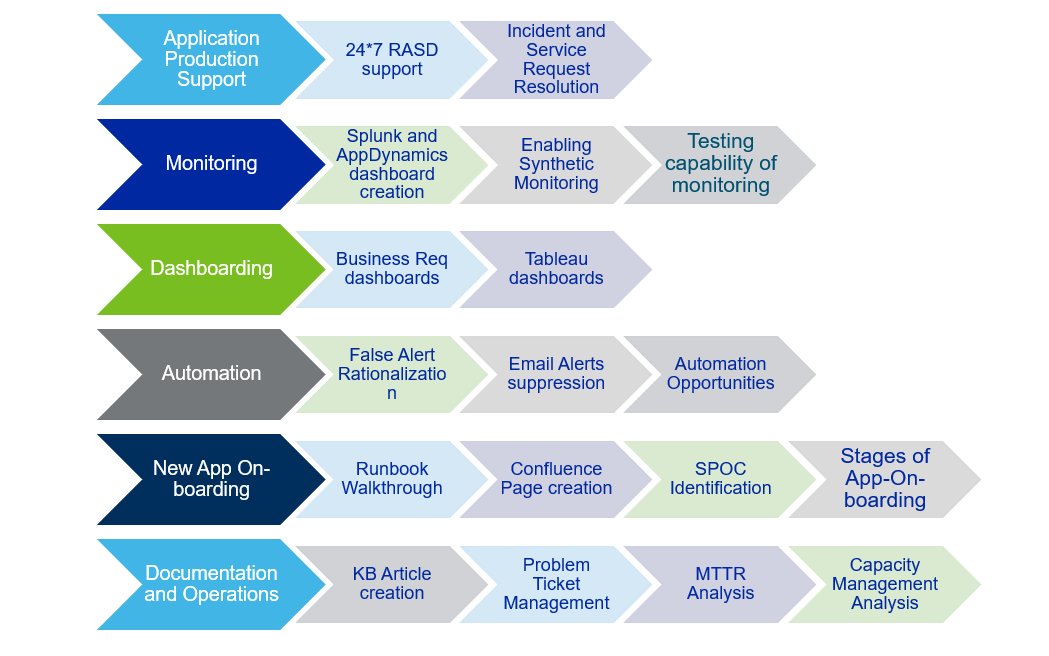 Application
Production
Support
24*7 RASD
support
Incident and
Service
Request
Resolution
Monitoring
Splunk and
AppDynamics
dashboard
creation
Enabling
Synthetic
Monitoring
Testing
capability of
monitoring
Dashboarding
Business Req
dashboards
Tableau
dashboards
Automation
False Alert
Rationalizatio
n
Email Alerts
suppression
Automation
Opportunities
New App On-
boarding
Runbook
Walkthrough
Confluence
Page creation
SPOC
Identification
Stages of
App-On-
boarding
Documentation
and Operations
KB Article
creation
Problem
Ticket
Management
MTTR
Analysis
Capacity
Management
Analysis